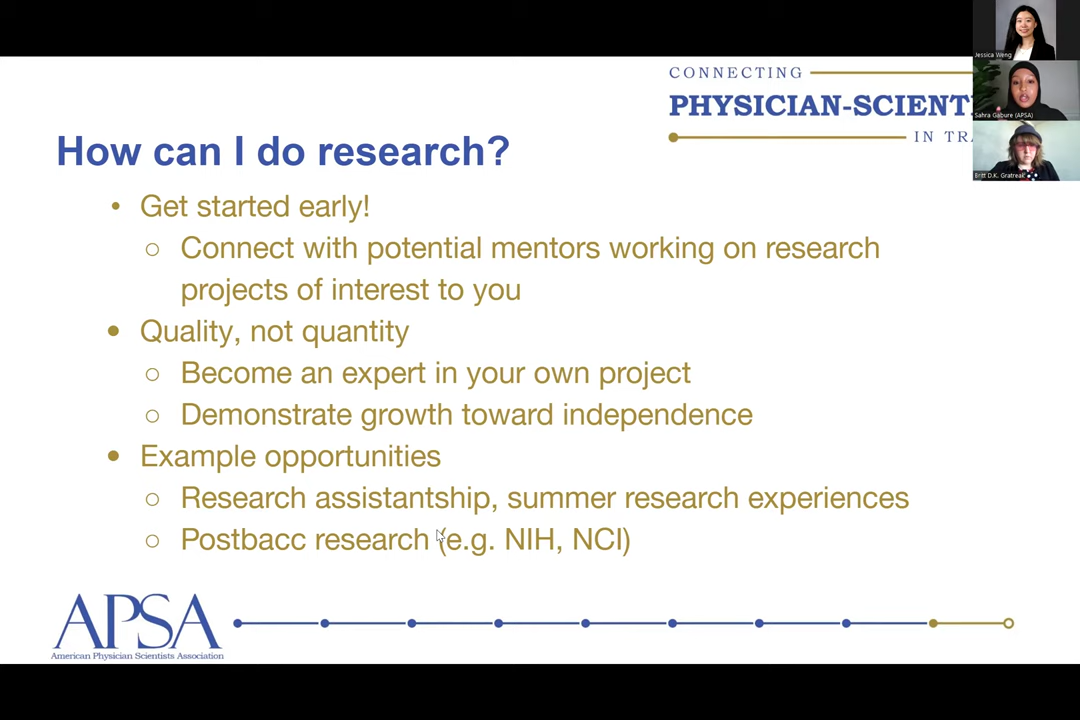 CONNECTING
PHYSICIAN-SCIENT
IN TRA
Jessica Weng
Sahra Gabure (APSA)
Britt D.K. Gratreak
How can I do research?
• Get started early!
○ Connect with potential mentors working on research
projects of interest to you
• Quality, not quantity
○ Become an expert in your own project
○ Demonstrate growth toward independence
• Example opportunities
○ Research assistantship, summer research experiences
○ Postbacc research (e.g. NIH, NCI)
APSA
American Physician Scientists Association